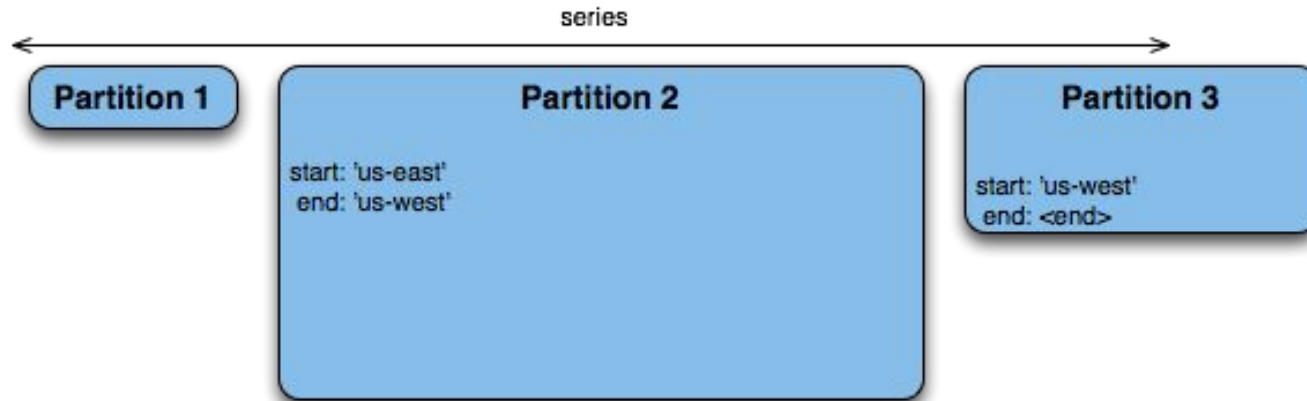 series
Partition 1
Partition 2
Partition 3
start: 'us-east'
end: 'us-west'
start: 'us-west'
end: <end>